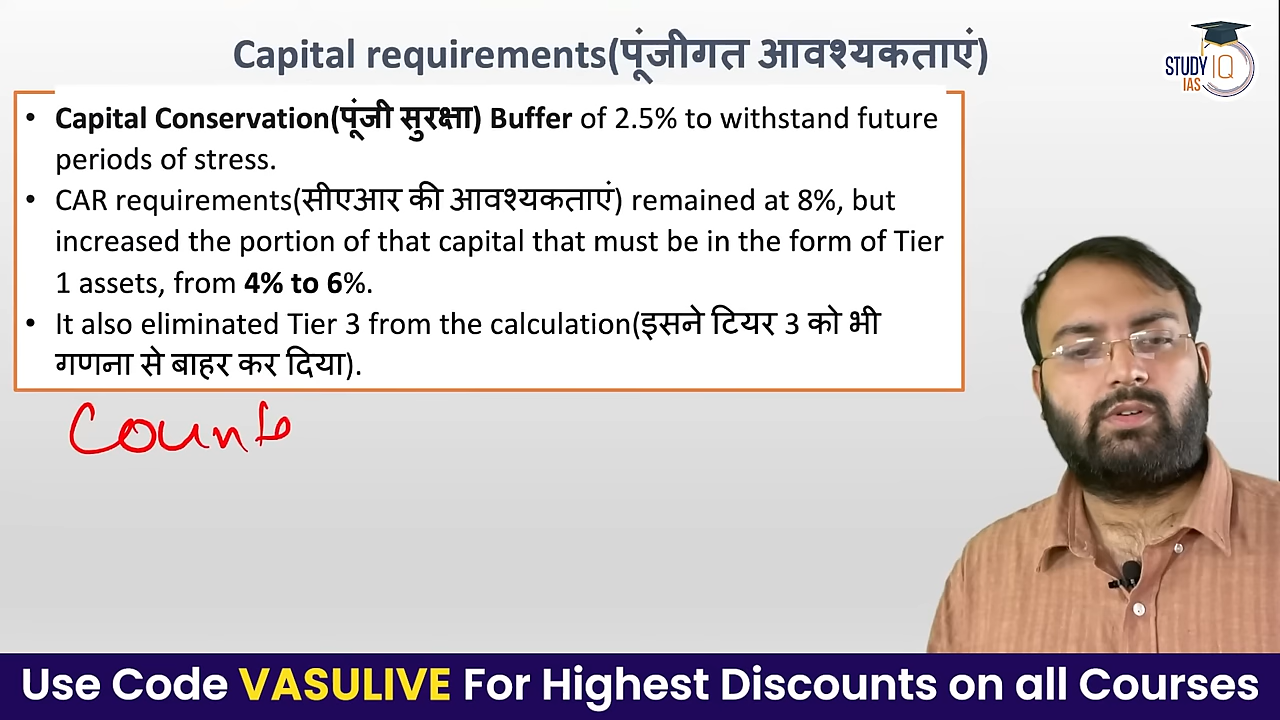 Capital requirements(पूंजीगत आवश्यकताएं)
STUDY IQ
IAS
• Capital Conservation(पूंजी सुरक्षा) Buffer of 2.5% to withstand future
periods of stress.
• CAR requirements(सीएआर की आवश्यकताएं) remained at 8%, but
increased the portion of that capital that must be in the form of Tier
1 assets, from 4% to 6%.
• It also eliminated Tier 3 from the calculation(इसने टियर 3 को भी
गणना से बाहर कर दिया).
Counte
Use Code VASULIVE For Highest Discounts on all Courses